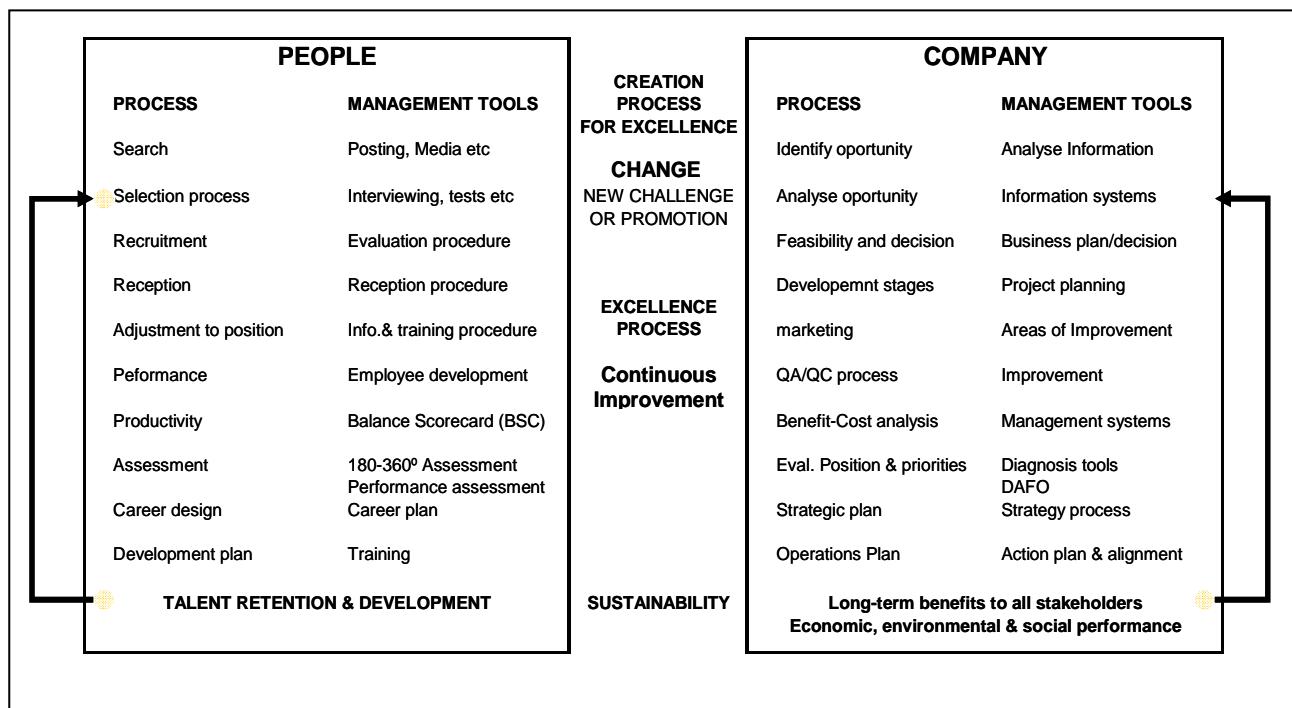 PEOPLE
PROCESS
MANAGEMENT TOOLS
Search
Posting, Media etc
Selection process
Interviewing, tests etc
Recruitment
Evaluation procedure
Reception
Reception procedure
Adjustment to position
Info.& training procedure
Peformance
Employee development
Productivity
Balance Scorecard (BSC)
Assessment
180-360º Assessment
Performance assessment
Career design
Career plan
Development plan
Training
TALENT RETENTION & DEVELOPMENT
CREATION
PROCESS
FOR EXCELLENCE
CHANGE
NEW CHALLENGE
OR PROMOTION
EXCELLENCE
PROCESS
Continuous
Improvement
SUSTAINABILITY
COMPANY
PROCESS
MANAGEMENT TOOLS
Identify oportunity
Analyse Information
Analyse oportunity
Information systems
Feasibility and decision
Business plan/decision
Developemnt stages
Project planning
marketing
Areas of Improvement
QA/QC process
Improvement
Benefit-Cost analysis
Management systems
Eval. Position & priorities
Diagnosis tools
DAFO
Strategic plan
Strategy process
Operations Plan
Action plan & alignment
Long-term benefits to all stakeholders
Economic, environmental & social performance